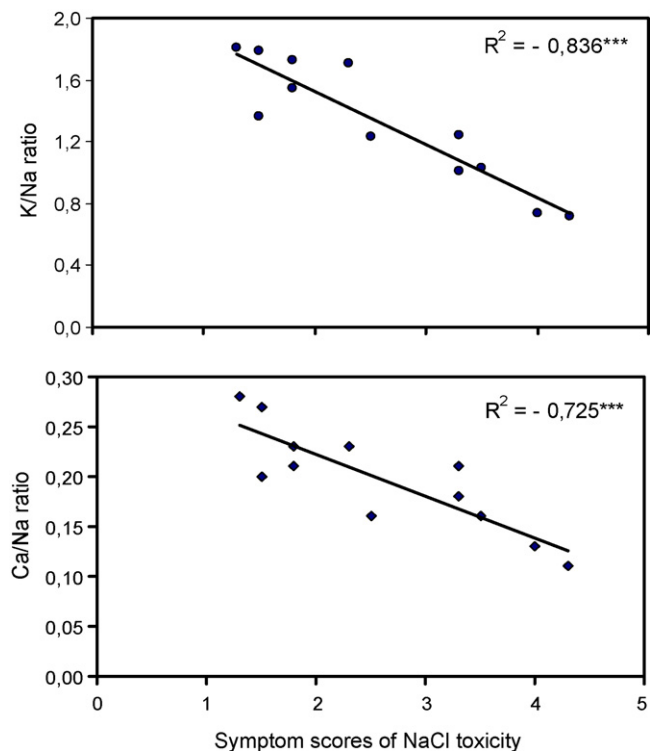 2,0
R² = - 0,836***
1,6
1,2
K/Na ratio
0,8
0,4
0,0
0,30
R² = - 0,725***
0,25
0,20
0,15
Ca/Na ratio
0,10
0,05
0,00
0 1 2 3 4 5
Symptom scores of NaCl toxicity